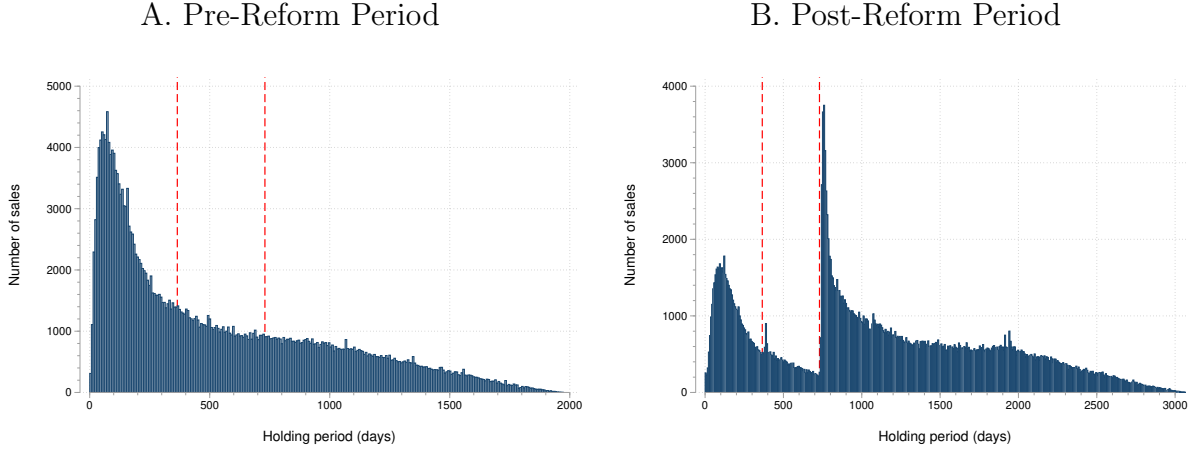 A. Pre-Reform Period
B. Post-Reform Period
Number of sales
5000
4000
3000
2000
1000
0
0 500 1000 1500 2000
Holding period (days)
Number of sales
4000
3000
2000
1000
0
0 500 1000 1500 2000 2500 3000
Holding period (days)